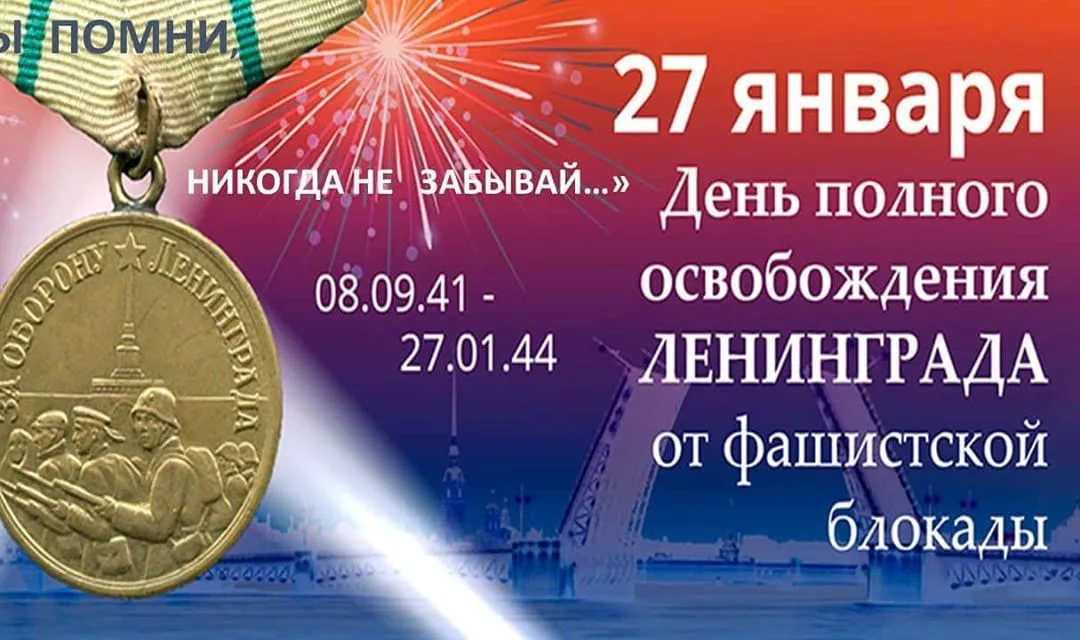 Ы ПОМНИ,
НИКОГДА НЕ ЗАБЫВАЙ...»
08.09.41 -
27.01.44
27 января
День полного
освобождения
ЛЕНИНГРАДА
от фашистской
блокады
ЗА ОБОРОНУ ЛЕНИНГРАДА